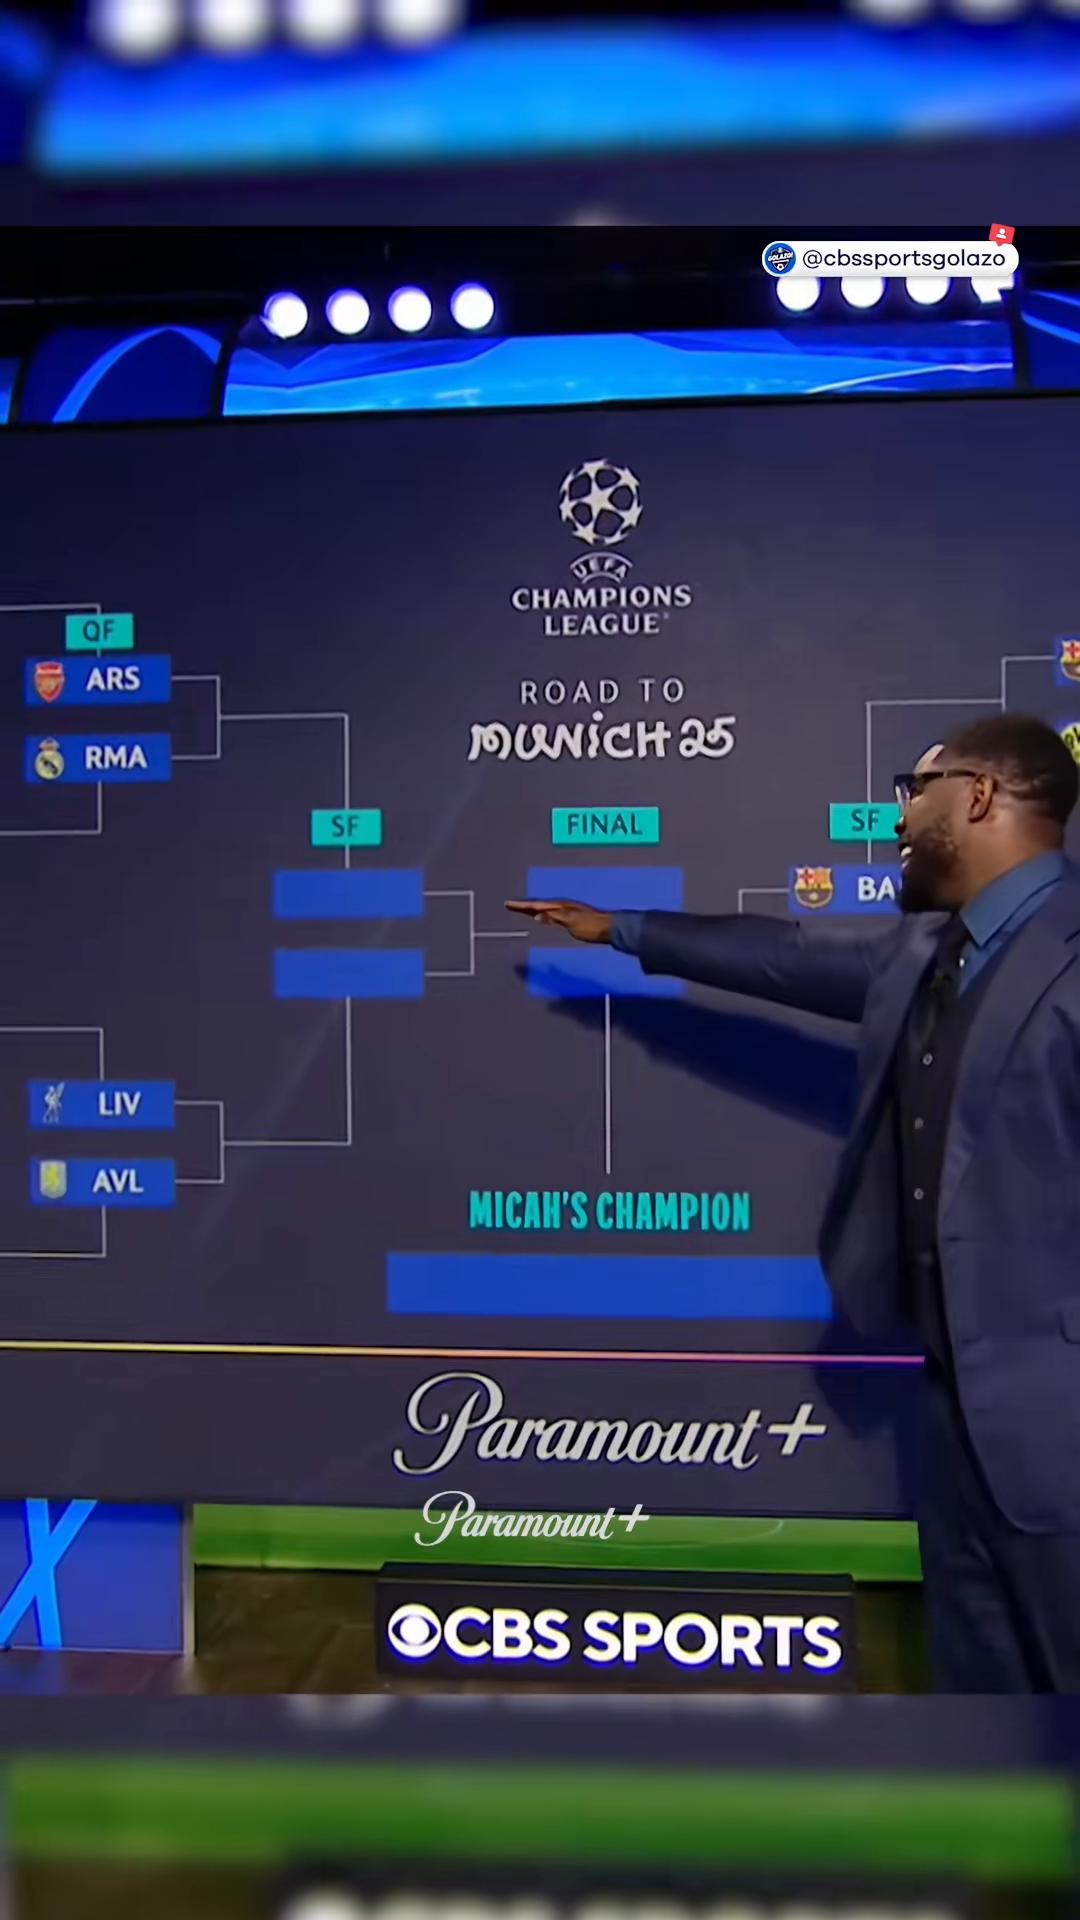 @cbssportsgolazo
UEFA
CHAMPIONS
LEAGUE
ROAD TO
MUNICH 25
QF
ARS
RMA
SF
FINAL
SF
LIV
AVL
MICAH'S CHAMPION
Paramount+
Paramount+
CBS SPORTS